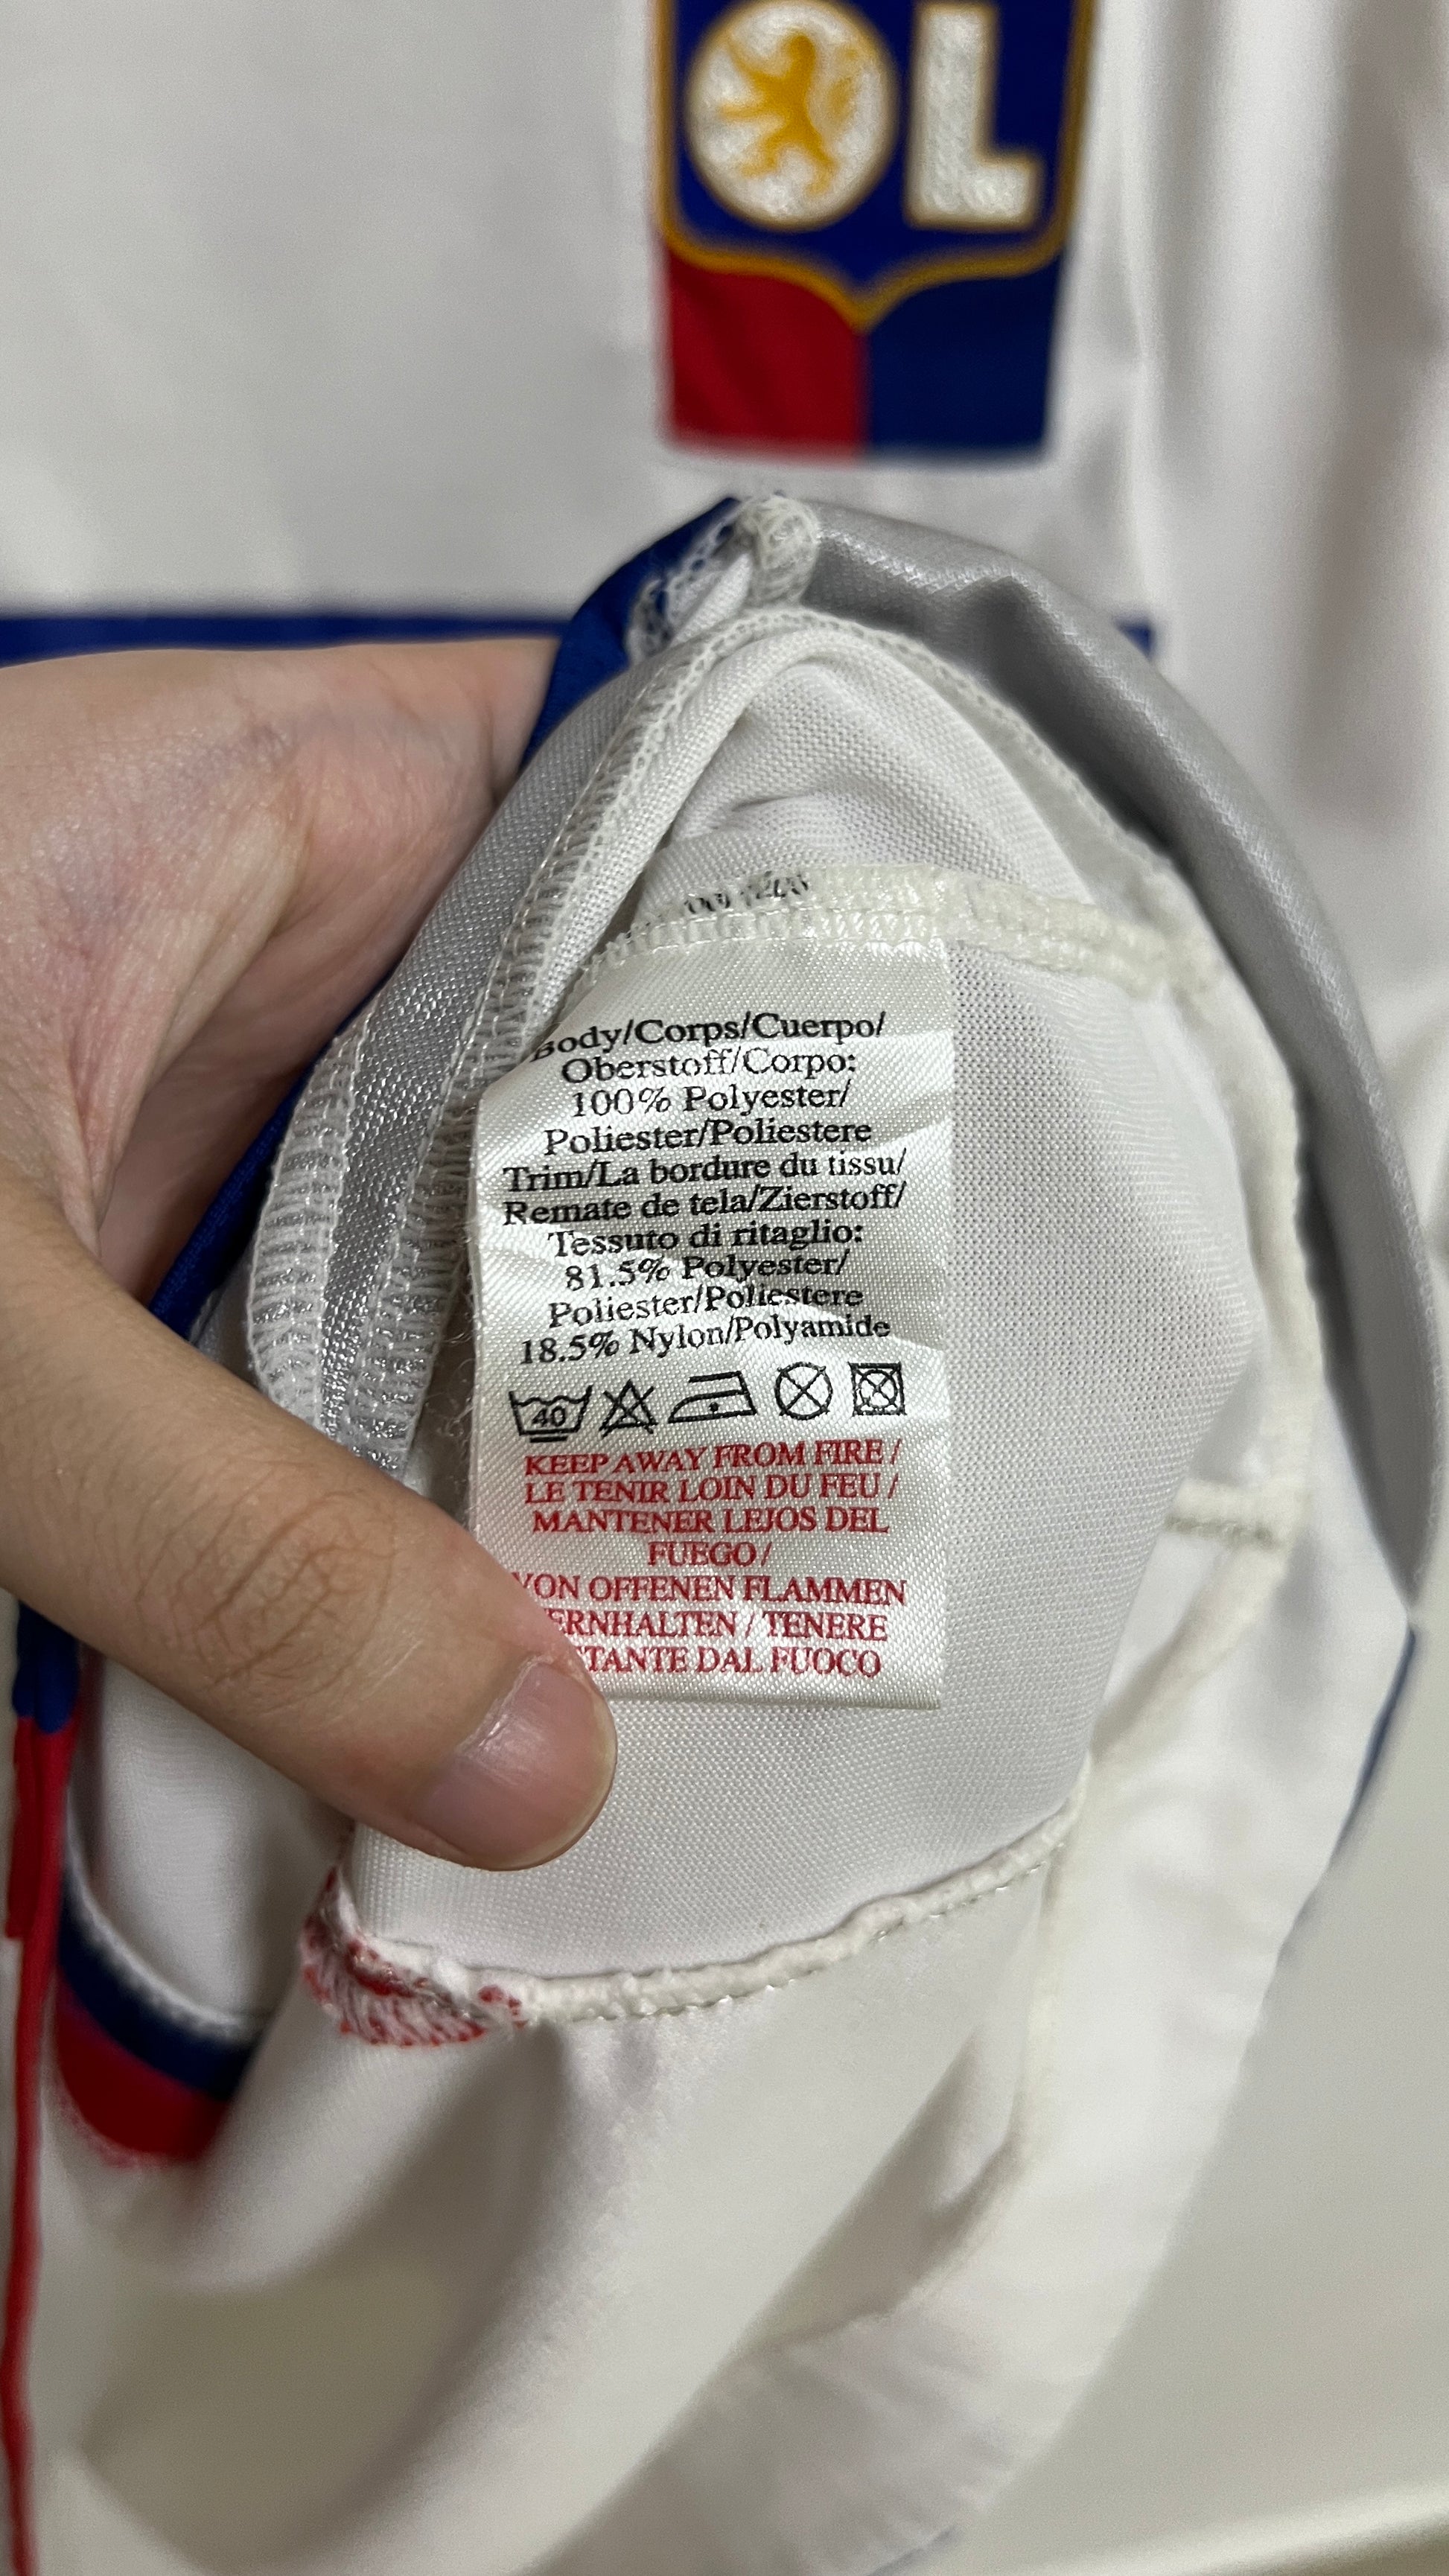 OL
Body/Corps/Cuerpo/
Oberstoff/Corpo:
100% Polyester/
Poliester/Poliestere
Trim/La bordure du tissu/
Remate de tela/Zierstoff/
Tessuto di ritaglio:
81.5% Polyester/
Poliester/Poliestere
18.5% Nylon/Polyamide
40
KEEP AWAY FROM FIRE /
LE TENIR LOIN DU FEU /
MANTENER LEJOS DEL
FUEGO /
VON OFFENEN FLAMMEN
ERNHALTEN / TENERE
TANTE DAL FUOCO